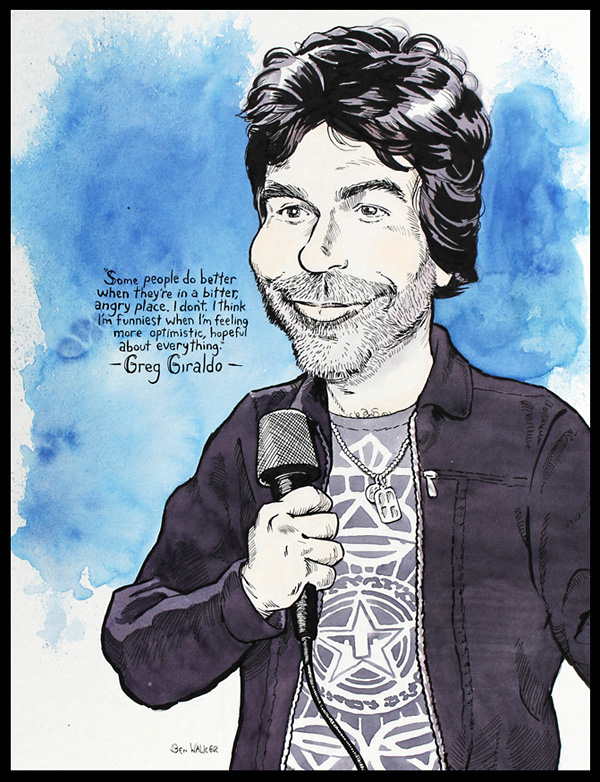 "Some people do better
when they're in a bitter,
angry place. I don't. I think
I'm funniest when I'm feeling
more optimistic, hopeful
about everything."
— Greg Giraldo —
Ben Walker